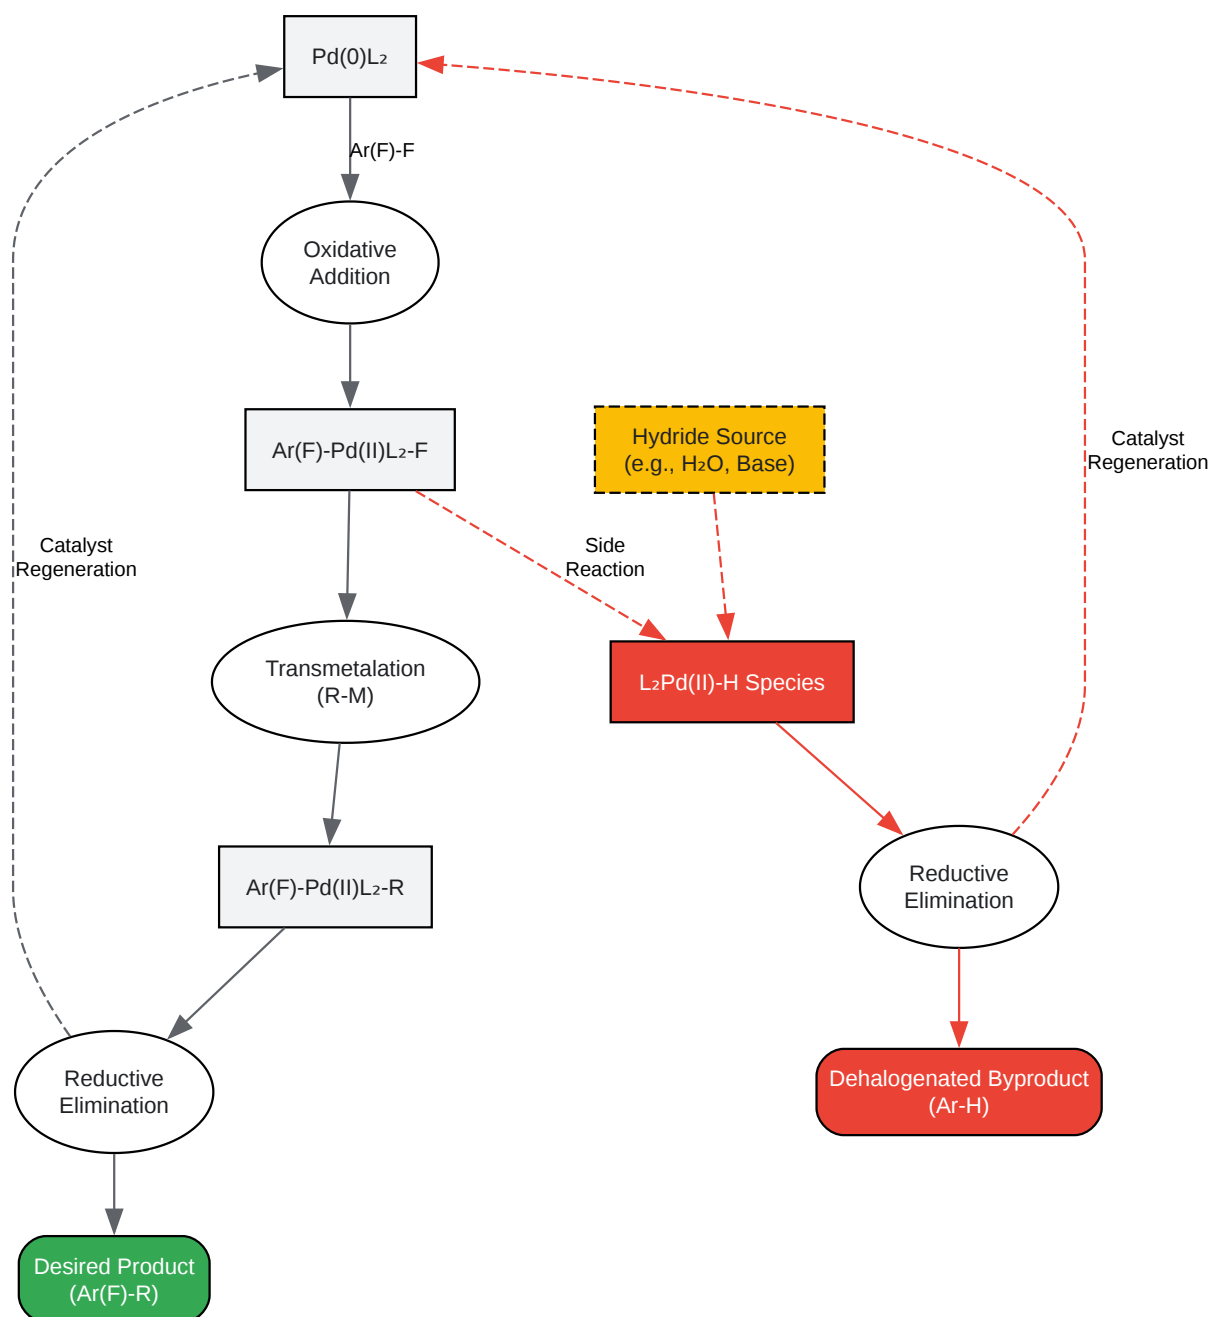 Pd(0)L₂
Ar(F)-F
Oxidative
Addition
Ar(F)-Pd(II)L₂-F
Hydride Source
(e.g., H₂O, Base)
Catalyst
Regeneration
Catalyst
Regeneration
Side
Reaction
Transmetalation
(R-M)
L₂Pd(II)-H Species
Ar(F)-Pd(II)L₂-R
Reductive
Elimination
Reductive
Elimination
Dehalogenated Byproduct
(Ar-H)
Desired Product
(Ar(F)-R)